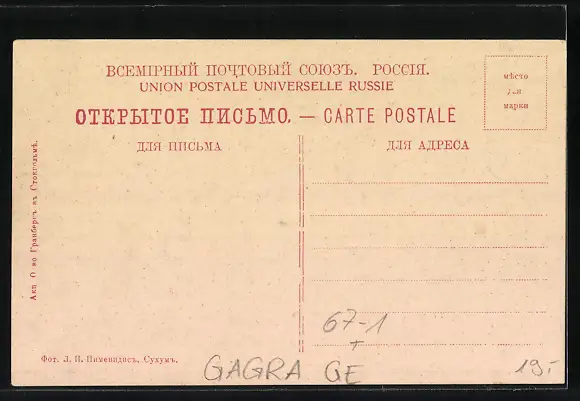 ВСЕМІРНЫЙ ПОЧТОВЫЙ СОЮЗЪ. РОССІЯ.
UNION POSTALE UNIVERSELLE RUSSIE
ОТКРЫТОЕ ПИСЬМО. — CARTE POSTALE
мѣсто
для
марки
ДЛЯ ПИСЬМА
ДЛЯ АДРЕСА
Акц. О-во Гранбергъ въ Стокгольмѣ.
67-1
Фот. Л. П. Пименидисъ, Сухумъ.
GAGRA GE
19.-